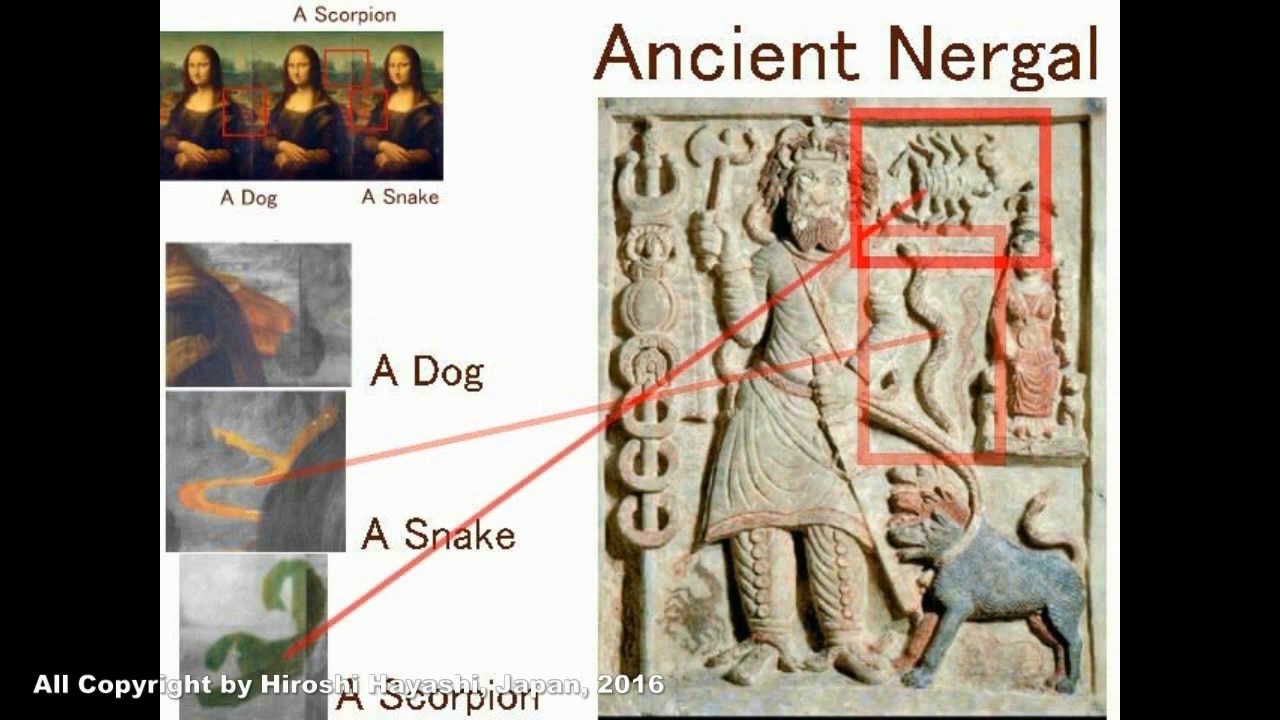 A Scorpion
Ancient Nergal
A Dog
A Snake
A Dog
A Snake
A Scorpion
All Copyright by Hiroshi Hayashi, Japan, 2016